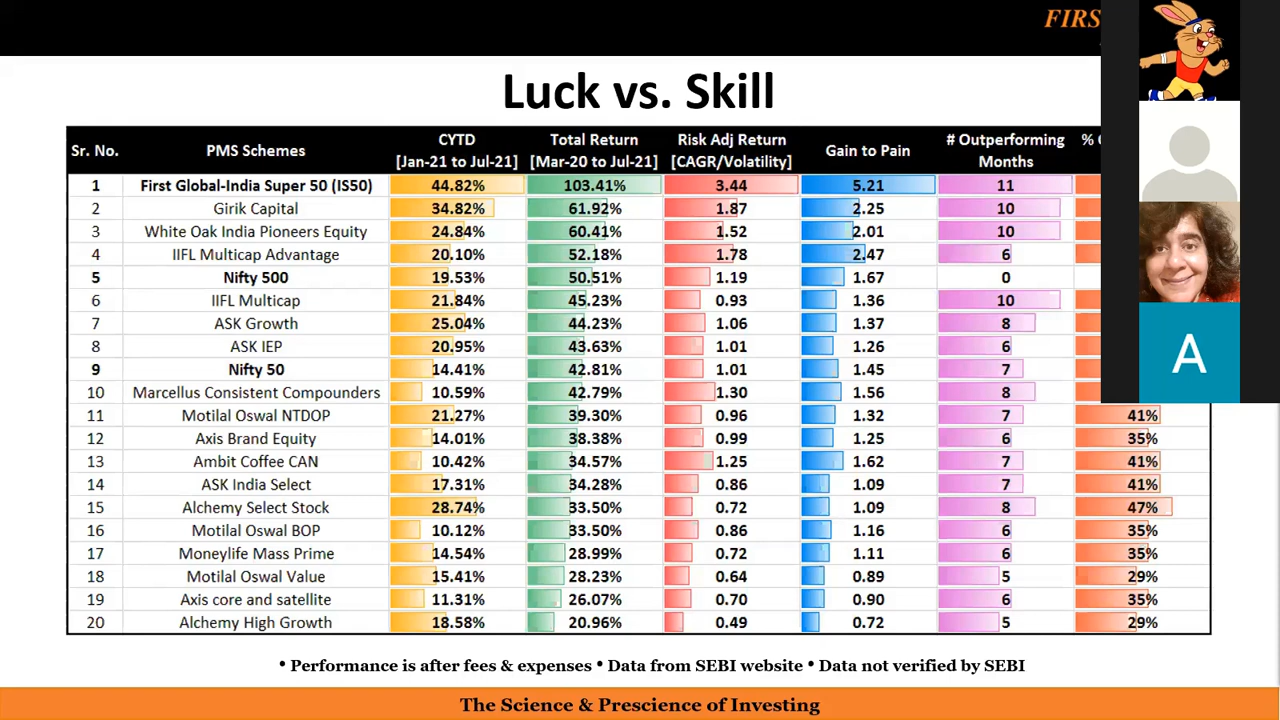 FIRS
Luck vs. Skill
Sr. No. PMS Schemes CYTD [Jan-21 to Jul-21] Total Return [Mar-20 to Jul-21] Risk Adj Return [CAGR/Volatility] Gain to Pain # Outperforming Months %
1 First Global-India Super 50 (IS50) 44.82% 103.41% 3.44 5.21 11
2 Girik Capital 34.82% 61.92% 1.87 2.25 10
3 White Oak India Pioneers Equity 24.84% 60.41% 1.52 2.01 10
4 IIFL Multicap Advantage 20.10% 52.18% 1.78 2.47 6
5 Nifty 500 19.53% 50.51% 1.19 1.67 0
6 IIFL Multicap 21.84% 45.23% 0.93 1.36 10
7 ASK Growth 25.04% 44.23% 1.06 1.37 8
8 ASK IEP 20.95% 43.63% 1.01 1.26 6
9 Nifty 50 14.41% 42.81% 1.01 1.45 7
10 Marcellus Consistent Compounders 10.59% 42.79% 1.30 1.56 8
11 Motilal Oswal NTDOP 21.27% 39.30% 0.96 1.32 7 41%
12 Axis Brand Equity 14.01% 38.38% 0.99 1.25 6 35%
13 Ambit Coffee CAN 10.42% 34.57% 1.25 1.62 7 41%
14 ASK India Select 17.31% 34.28% 0.86 1.09 7 41%
15 Alchemy Select Stock 28.74% 33.50% 0.72 1.09 8 47%
16 Motilal Oswal BOP 10.12% 33.50% 0.86 1.16 6 35%
17 Moneylife Mass Prime 14.54% 28.99% 0.72 1.11 6 35%
18 Motilal Oswal Value 15.41% 28.23% 0.64 0.89 5 29%
19 Axis core and satellite 11.31% 26.07% 0.70 0.90 6 35%
20 Alchemy High Growth 18.58% 20.96% 0.49 0.72 5 29%
A
• Performance is after fees & expenses • Data from SEBI website • Data not verified by SEBI
The Science & Prescience of Investing